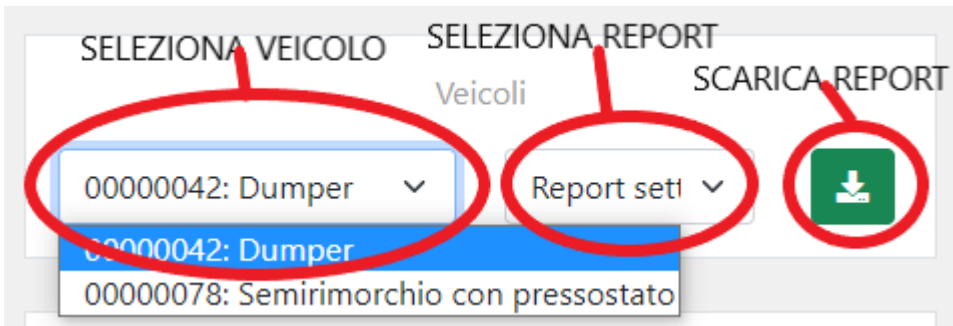 SELEZIONA VEICOLO
SELEZIONA REPORT
SCARICA REPORT
Veicoli
00000042: Dumper
Report sett
00000042: Dumper
00000078: Semirimorchio con pressostato